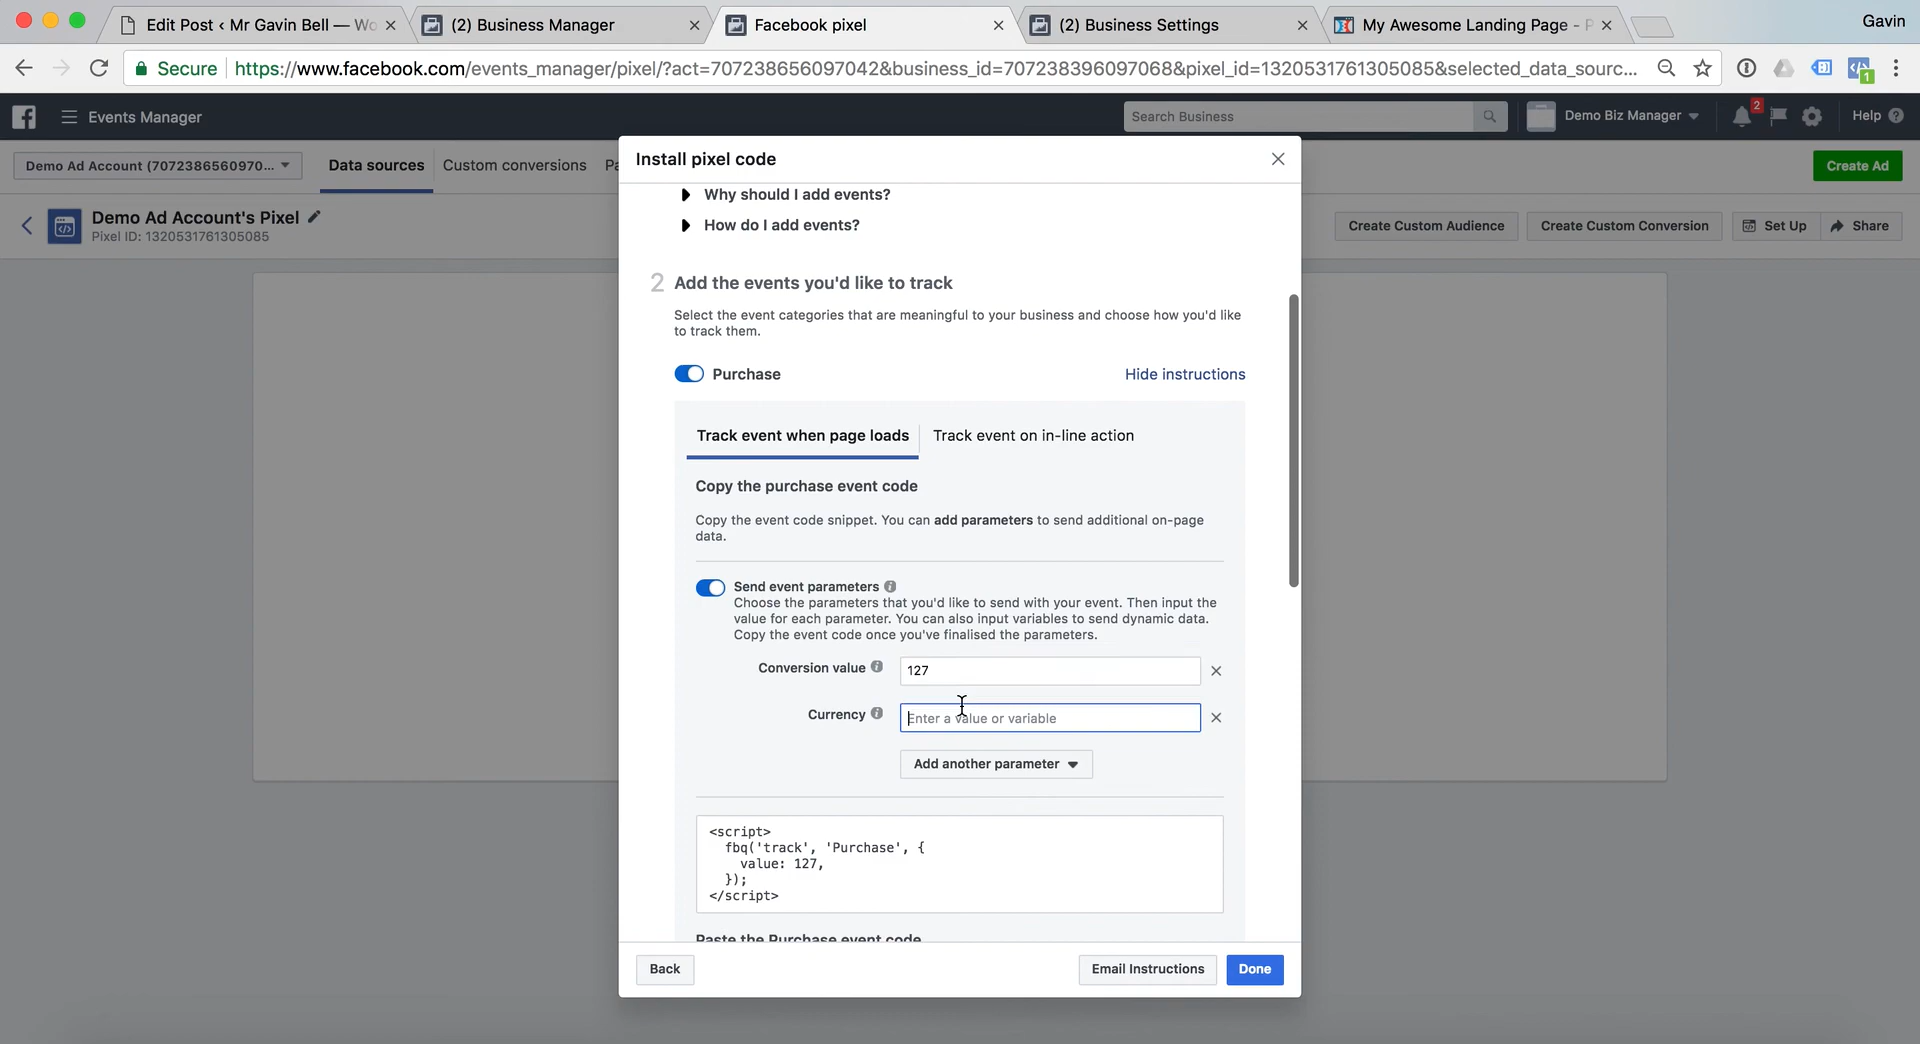 Edit Post ‹ Mr Gavin Bell — Wo
(2) Business Manager
Facebook pixel
(2) Business Settings
My Awesome Landing Page - P
Gavin
Secure
https://www.facebook.com/events_manager/pixel/?act=707238656097042&business_id=707238396097068&pixel_id=1320531761305085&selected_data_sourc...
1
Events Manager
Search Business
Demo Biz Manager
2
Help
Demo Ad Account (7072386560970...
Data sources
Custom conversions
Pa
Create Ad
Demo Ad Account's Pixel
Pixel ID: 1320531761305085
Create Custom Audience
Create Custom Conversion
Set Up
Share
Install pixel code
Why should I add events?
How do I add events?
2 Add the events you'd like to track
Select the event categories that are meaningful to your business and choose how you'd like
to track them.
Purchase
Hide instructions
Track event when page loads
Track event on in-line action
Copy the purchase event code
Copy the event code snippet. You can add parameters to send additional on-page
data.
Send event parameters
Choose the parameters that you'd like to send with your event. Then input the
value for each parameter. You can also input variables to send dynamic data.
Copy the event code once you've finalised the parameters.
Conversion value
127
Currency
Enter a value or variable
Add another parameter
<script>
fbq('track', 'Purchase', {
value: 127,
});
</script>
Paste the Purchase event code
Back
Email Instructions
Done